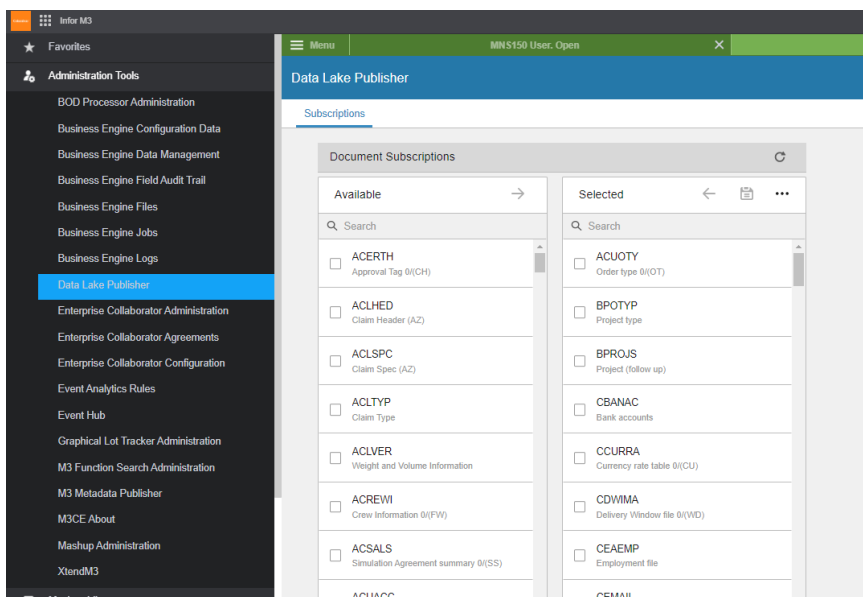 Infor M3
Favorites
Administration Tools
BOD Processor Administration
Business Engine Configuration Data
Business Engine Data Management
Business Engine Field Audit Trail
Business Engine Files
Business Engine Jobs
Business Engine Logs
Data Lake Publisher
Enterprise Collaborator Administration
Enterprise Collaborator Agreements
Enterprise Collaborator Configuration
Event Analytics Rules
Event Hub
Graphical Lot Tracker Administration
M3 Function Search Administration
M3 Metadata Publisher
M3CE About
Mashup Administration
XtendM3
Menu
MNS150 User. Open
Data Lake Publisher
Subscriptions
Document Subscriptions
Available
Search
ACERTH
Approval Tag 0/(CH)
ACLHED
Claim Header (AZ)
ACLSPC
Claim Spec (AZ)
ACLTYP
Claim Type
ACLVER
Weight and Volume Information
ACREWI
Crew Information 0/(FW)
ACSALS
Simulation Agreement summary 0/(SS)
Selected
Search
ACUOTY
Order type 0/(OT)
BPOTYP
Project type
BPROJS
Project (follow up)
CBANAC
Bank accounts
CCURRA
Currency rate table 0/(CU)
CDWIMA
Delivery Window file 0/(WD)
CEAEMP
Employment file